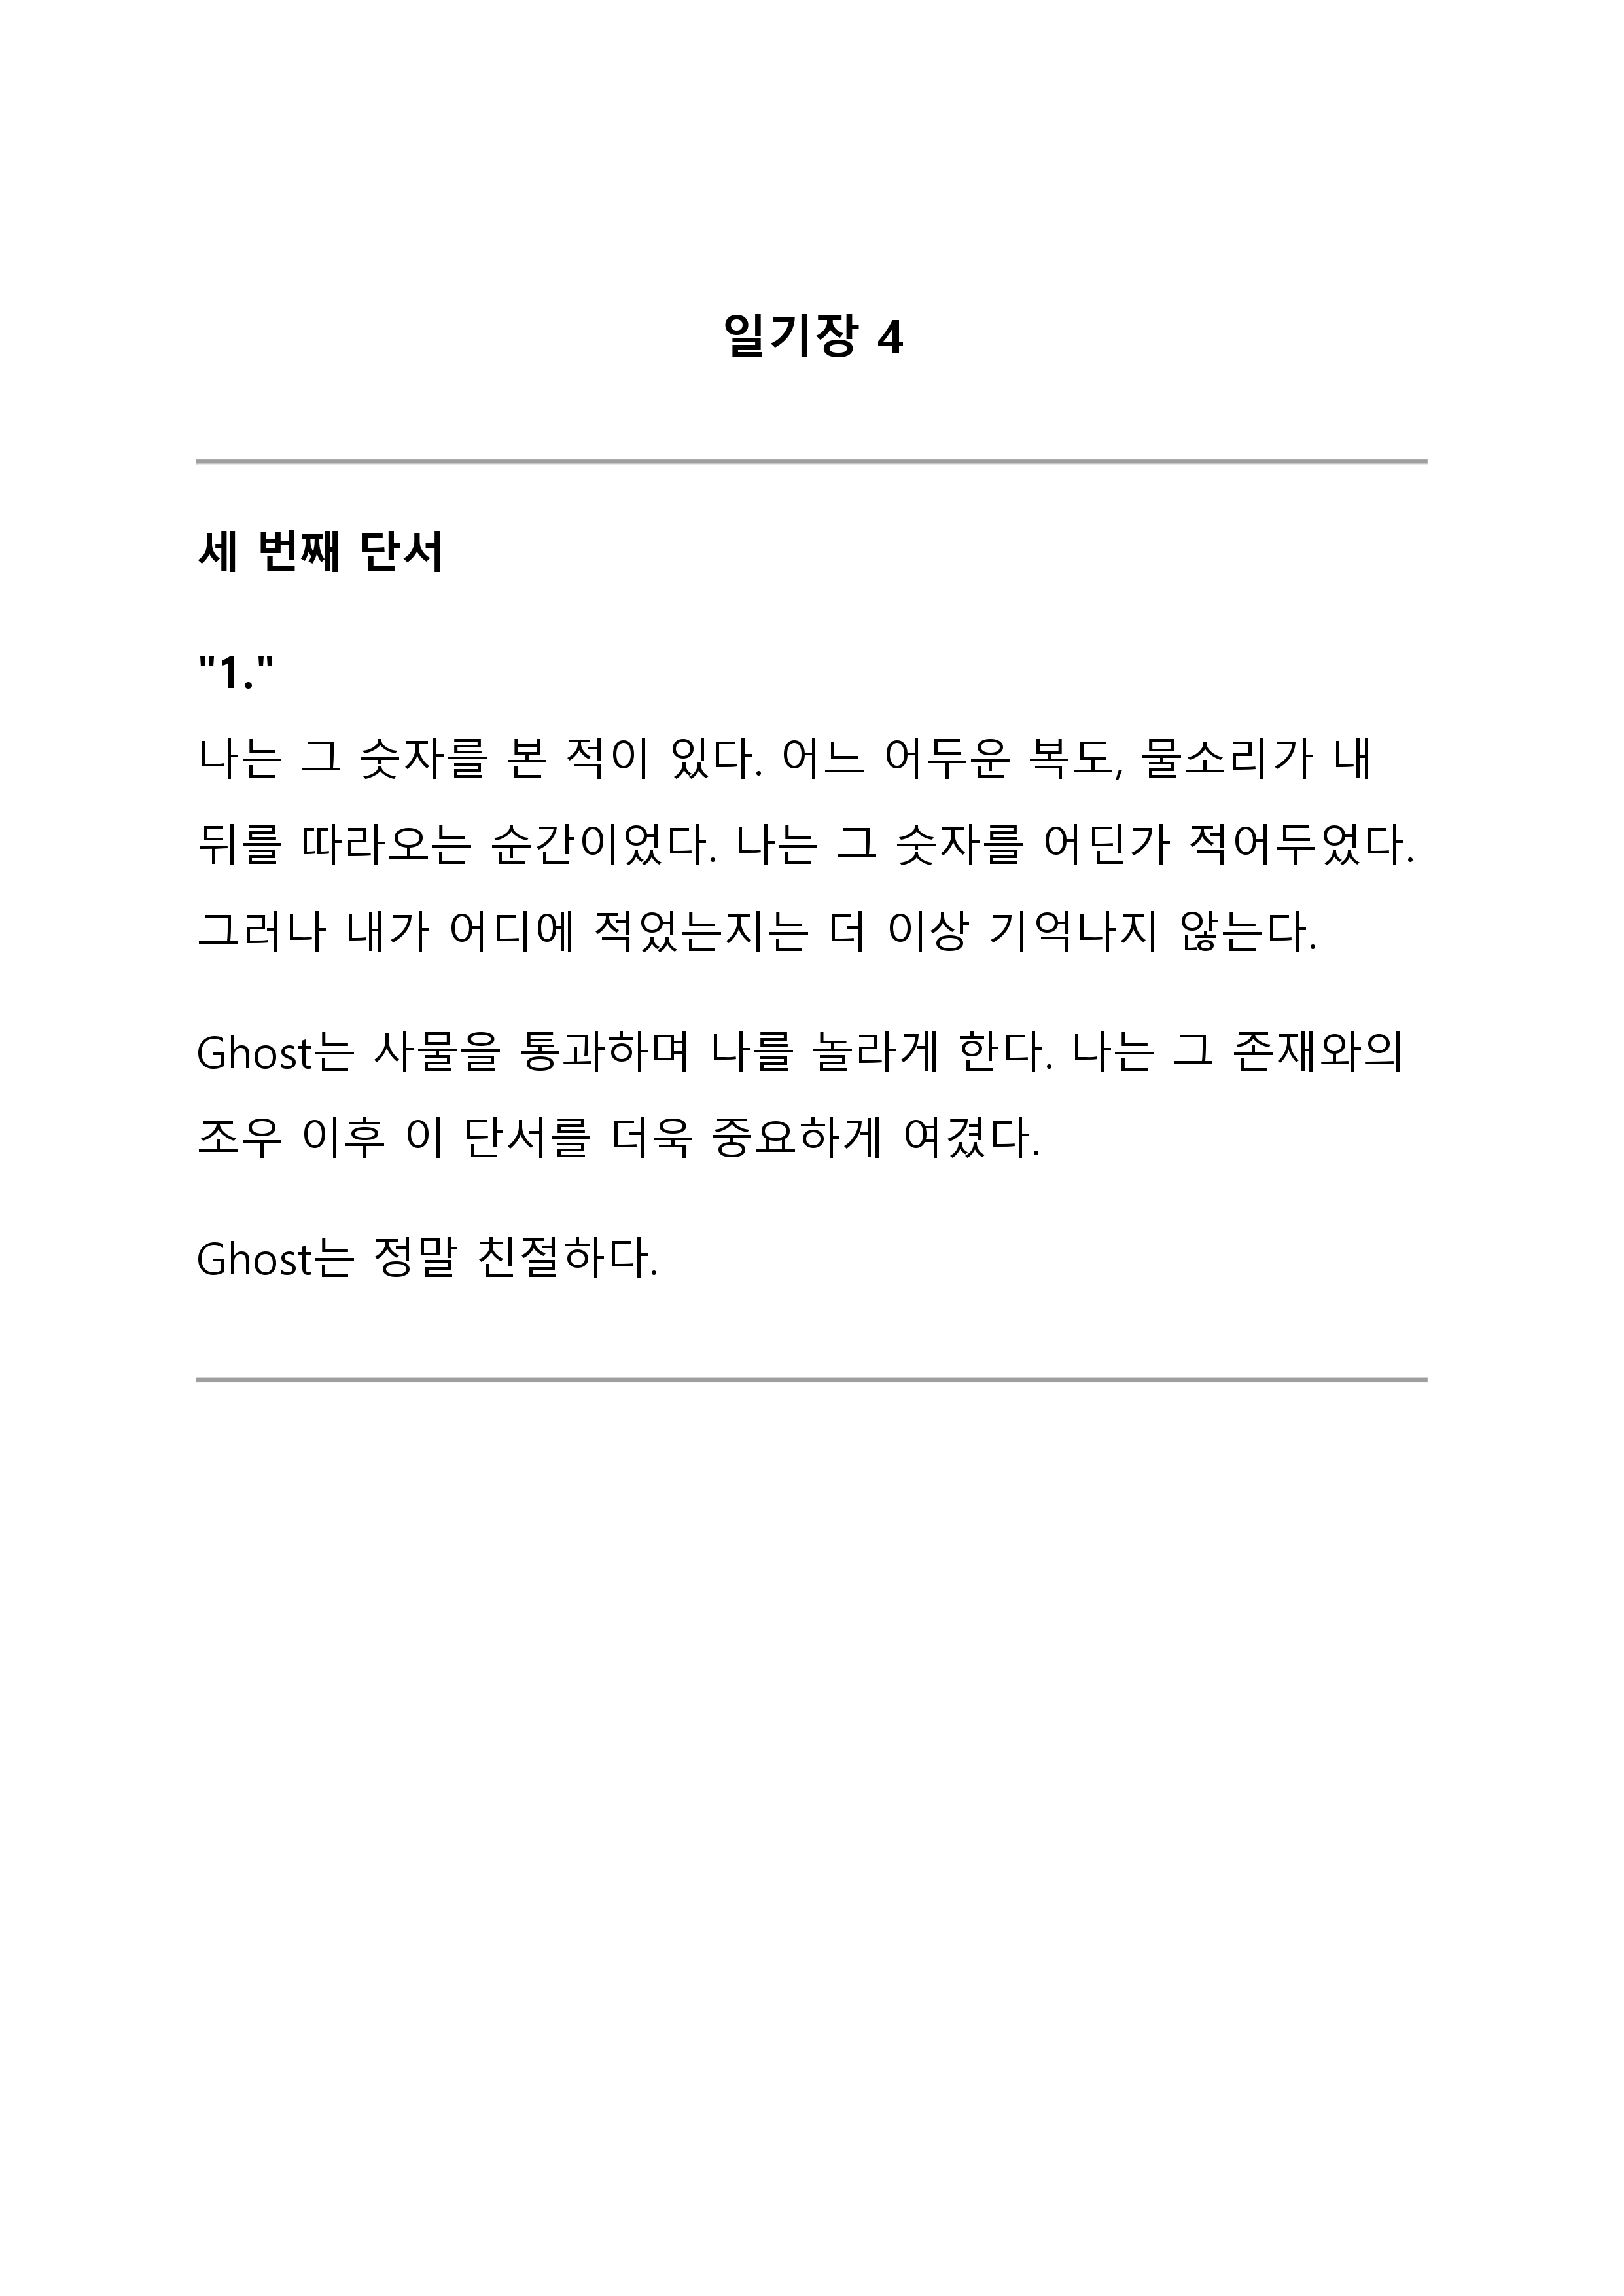 일기장 4
세 번째 단서
"1."
나는 그 숫자를 본 적이 있다. 어느 어두운 복도, 물소리가 내
뒤를 따라오는 순간이었다. 나는 그 숫자를 어딘가 적어두었다.
그러나 내가 어디에 적었는지는 더 이상 기억나지 않는다.
Ghost는 사물을 통과하며 나를 놀라게 한다. 나는 그 존재와의
조우 이후 이 단서를 더욱 중요하게 여겼다.
Ghost는 정말 친절하다.